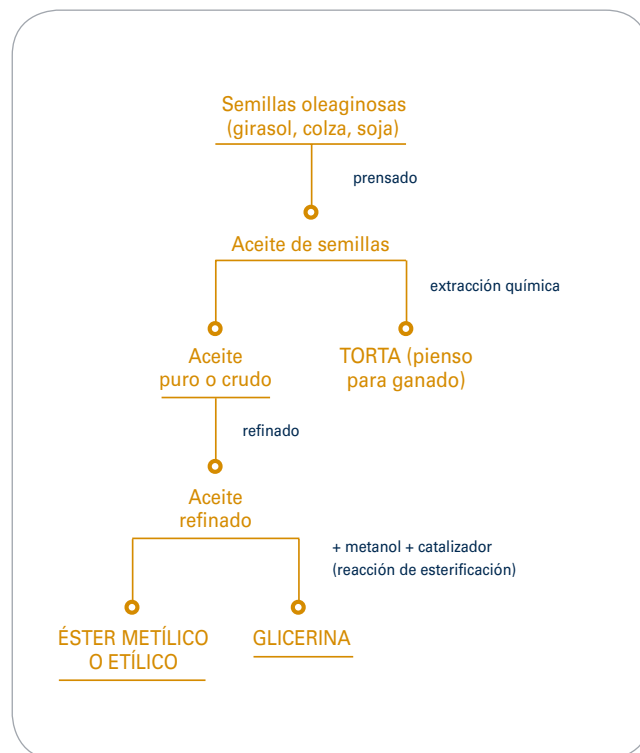 Semillas oleaginosas
(girasol, colza, soja)
prensado
Aceite de semillas
extracción química
Aceite
puro o crudo
TORTA (pienso
para ganado)
refinado
Aceite
refinado
+ metanol + catalizador
(reacción de esterificación)
ÉSTER METÍLICO
O ETÍLICO
GLICERINA